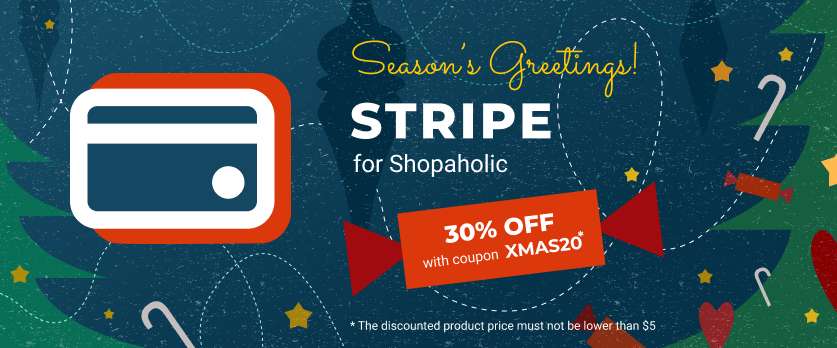 Season's Greetings!
STRIPE
for Shopaholic
30% OFF
with coupon XMAS20*
* The discounted product price must not be lower than $5